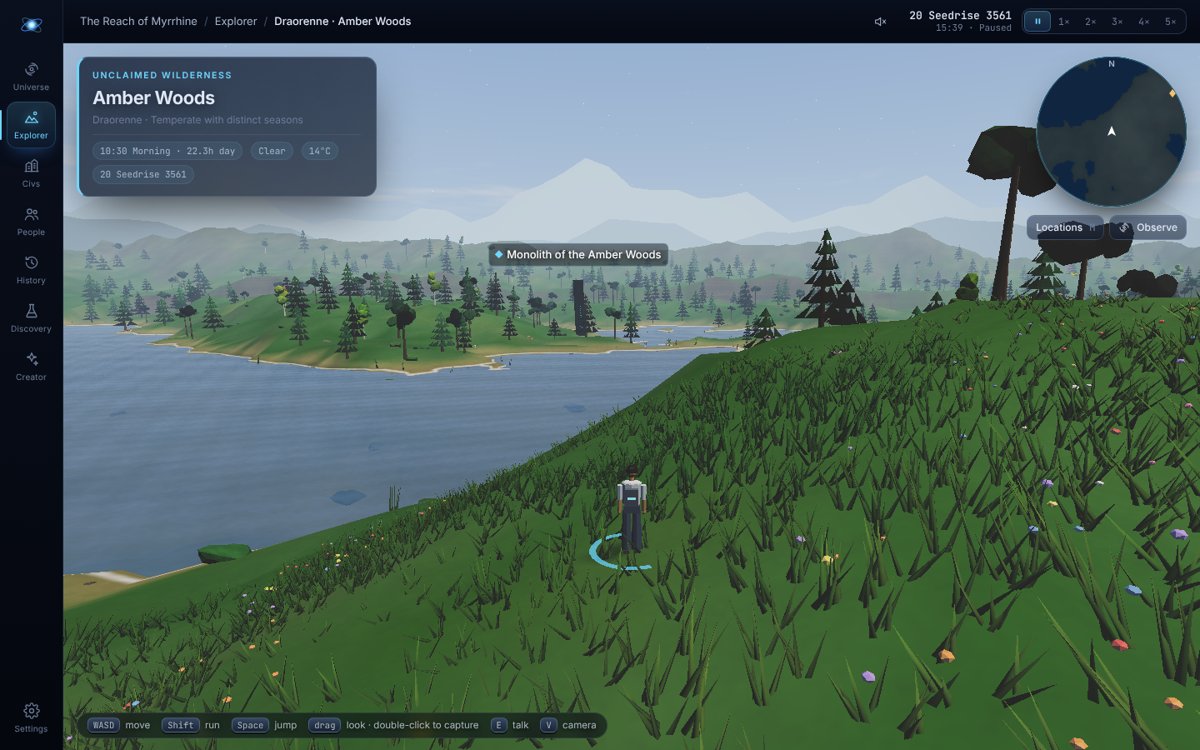 The Reach of Myrrhine / Explorer / Draorenne · Amber Woods
20 Seedrise 3561
15:39 · Paused
1× 2× 3× 4× 5×
Universe
Explorer
Civs
People
History
Discovery
Creator
Settings
UNCLAIMED WILDERNESS
Amber Woods
Draorenne · Temperate with distinct seasons
10:30 Morning · 22.3h day Clear 14°C
20 Seedrise 3561
N
Locations
Observe
Monolith of the Amber Woods
WASD move Shift run Space jump drag look · double-click to capture E talk V camera